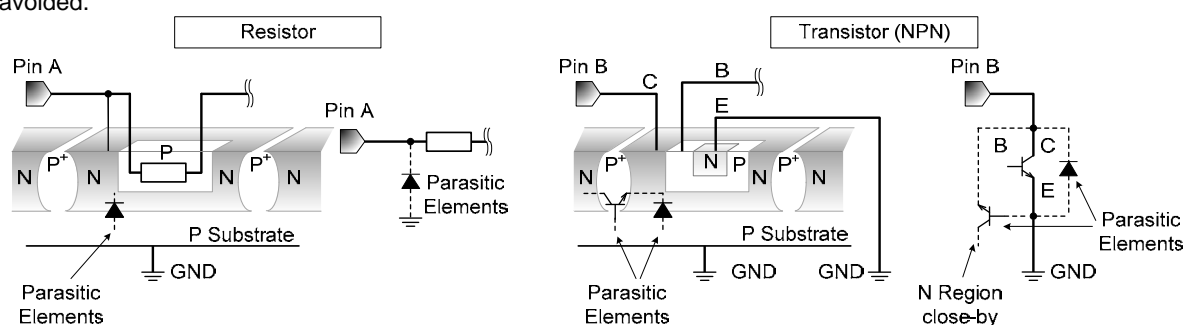 avoided.
Resistor
Transistor (NPN)
Pin A
Pin A
N
P+
N
P
N
P+
N
Parasitic
Elements
P Substrate
GND
Parasitic
Elements
Pin B
C
B
E
N
P+
N
P
N
P+
N
P Substrate
GND
GND
Parasitic
Elements
Pin B
B
C
E
Parasitic
Elements
GND
N Region
close-by